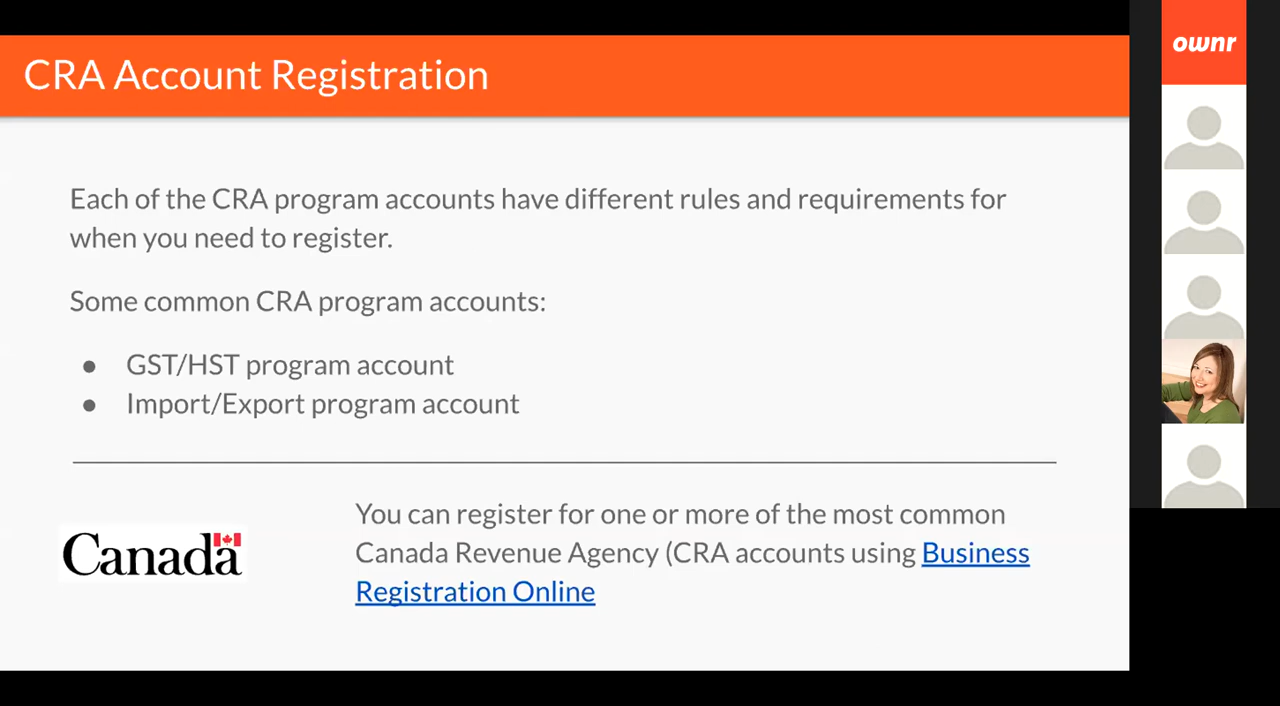 CRA Account Registration
ownr
Each of the CRA program accounts have different rules and requirements for
when you need to register.
Some common CRA program accounts:
● GST/HST program account
● Import/Export program account
You can register for one or more of the most common
Canada
Canada Revenue Agency (CRA accounts using Business
Registration Online